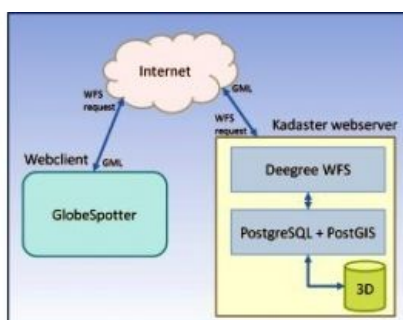 Internet
WFS
request
GML
GML
WFS
request
Kadaster webserver
Webclient
GlobeSpotter
Deegree WFS
PostgreSQL + PostGIS
3D